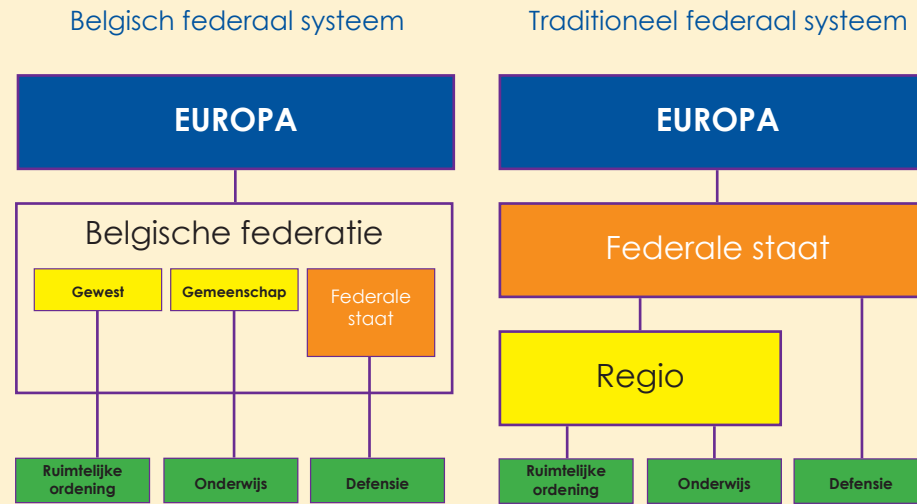 Belgisch federaal systeem
EUROPA
Belgische federatie
Gewest
Gemeenschap
Federale
staat
Ruimtelijke
ordening
Onderwijs
Defensie
Traditioneel federaal systeem
EUROPA
Federale staat
Regio
Ruimtelijke
ordening
Onderwijs
Defensie